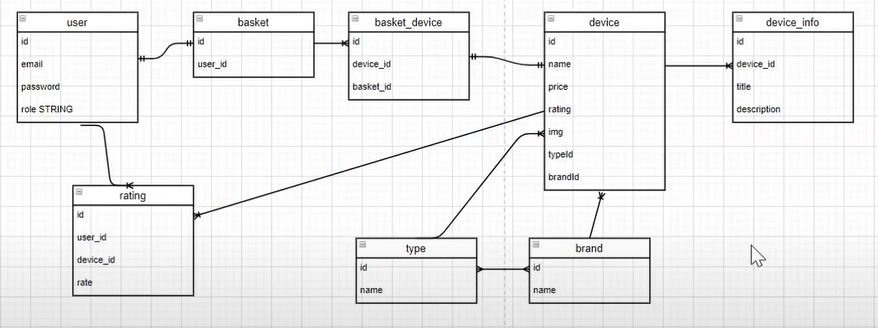 user
id
email
password
role STRING
basket
id
user_id
basket_device
id
device_id
basket_id
device
id
name
price
rating
img
typeId
brandId
device_info
id
device_id
title
description
rating
id
user_id
device_id
rate
type
id
name
brand
id
name